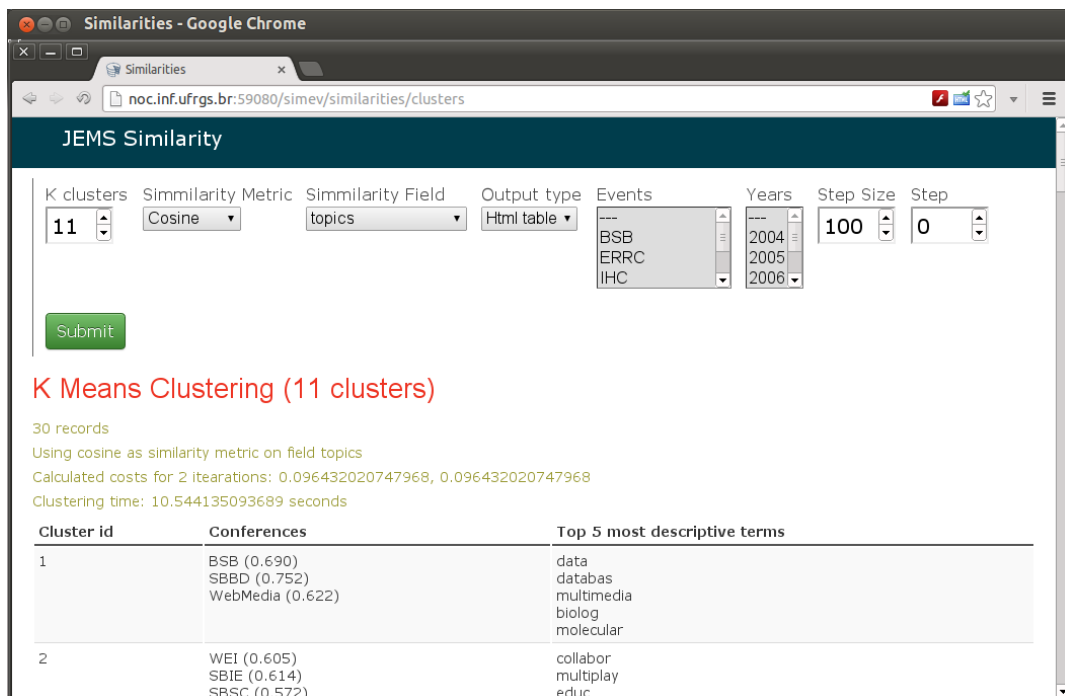 Similarities - Google Chrome
Similarities
noc.inf.ufrgs.br:59080/simev/similarities/clusters
JEMS Similarity
K clusters Simmilarity Metric Simmilarity Field Output type Events Years Step Size Step
11 Cosine topics Html table --- --- 100 0
BSB 2004
ERRC 2005
IHC 2006
Submit
K Means Clustering (11 clusters)
30 records
Using cosine as similarity metric on field topics
Calculated costs for 2 itearations: 0.096432020747968, 0.096432020747968
Clustering time: 10.544135093689 seconds
Cluster id Conferences Top 5 most descriptive terms
1 BSB (0.690) data
SBBD (0.752) databas
WebMedia (0.622) multimedia
biolog
molecular
2 WEI (0.605) collabor
SBIE (0.614) multiplay
SBSC (0.572) educ